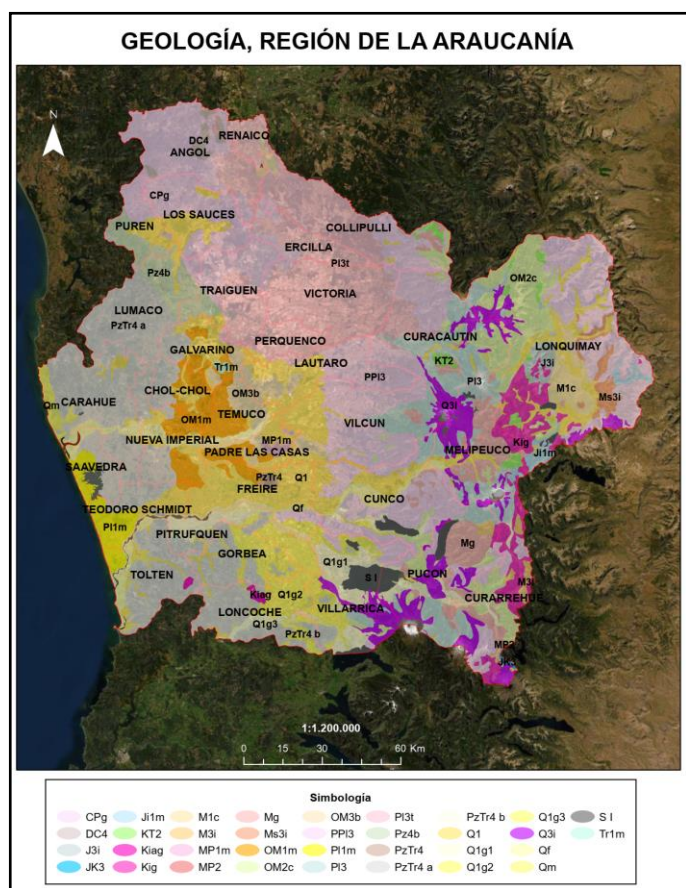 GEOLOGÍA, REGIÓN DE LA ARAUCANÍA
N
RENAICO
DC4
ANGOL
CPg
LOS SAUCES
PUREN
COLLIPULLI
ERCILLA
Pl3t
Pz4b
OM2c
TRAIGUEN
VICTORIA
LUMACO
PzTr4 a
CURACAUTIN
PERQUENCO
LONQUIMAY
GALVARINO
LAUTARO
KT2
J3i
Tr1m
PPl3
Pl3
M1c
CHOL-CHOL
OM3b
Ms3i
Qm
CARAHUE
Q3i
OM1m
TEMUCO
VILCUN
NUEVA IMPERIAL
MP1m
Kig
PADRE LAS CASAS
MELIPEUCO
Ji1m
SAAVEDRA
PzTr4
Q1
FREIRE
CUNCO
TEODORO SCHMIDT
Qf
Pl1m
PITRUFQUEN
Mg
GORBEA
Q1g1
TOLTEN
S I
PUCON
M3i
Kiag
Q1g2
CURARREHUE
LONCOCHE
VILLARRICA
Q1g3
PzTr4 b
MP2
JK3
1:1.200.000
0 15 30 60 Km
Simbología
CPg Ji1m M1c Mg OM3b Pl3t PzTr4 b Q1g3 S I
DC4 KT2 M3i Ms3i PPl3 Pz4b Q1 Q3i Tr1m
J3i Kiag MP1m OM1m Pl1m PzTr4 Q1g1 Qf
JK3 Kig MP2 OM2c Pl3 PzTr4 a Q1g2 Qm